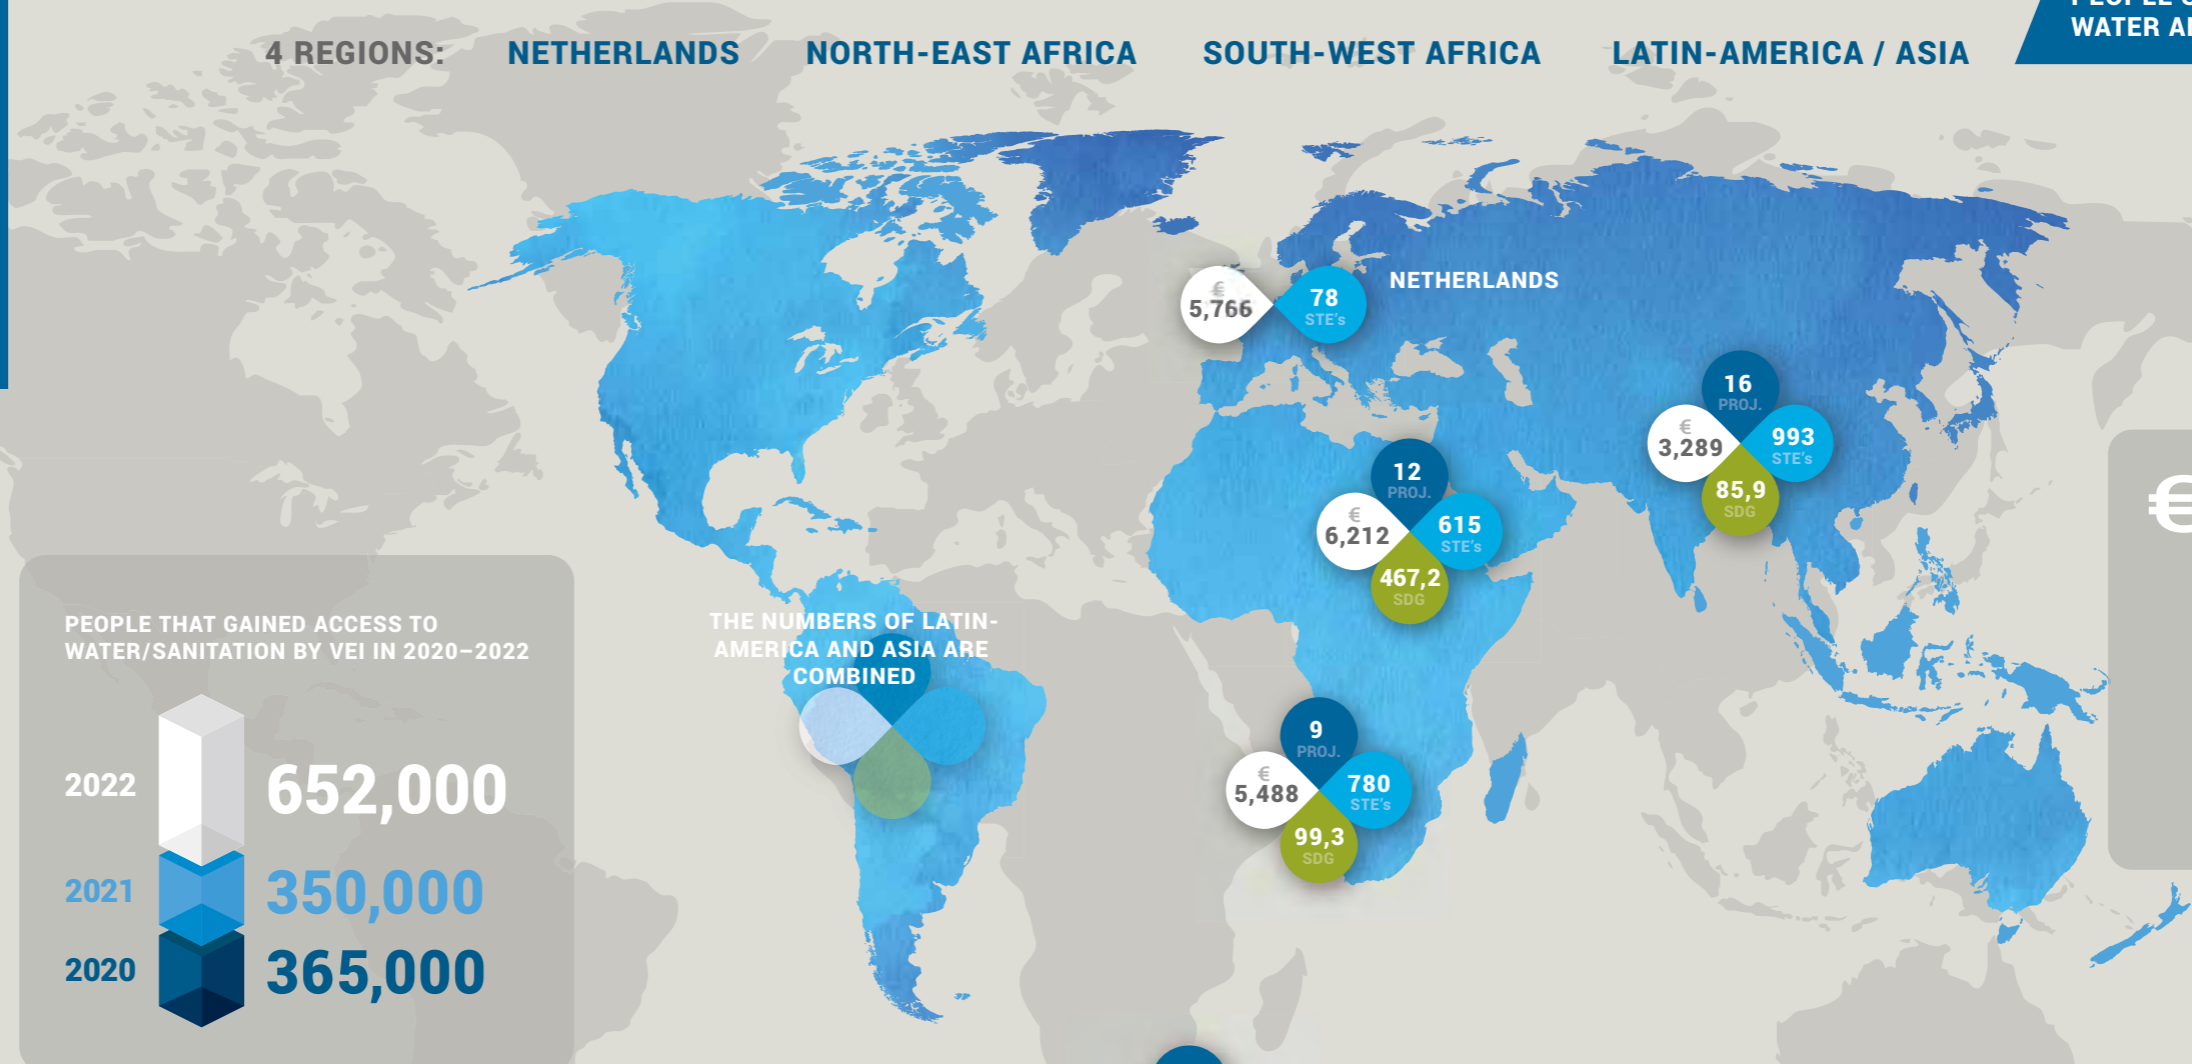 WATER
4 REGIONS: NETHERLANDS NORTH-EAST AFRICA SOUTH-WEST AFRICA LATIN-AMERICA / ASIA
NETHERLANDS
€
5,766
78
STE's
16
PROJ.
€
3,289
993
STE's
85,9
SDG
12
PROJ.
€
6,212
615
STE's
467,2
SDG
€
THE NUMBERS OF LATIN-
AMERICA AND ASIA ARE
COMBINED
9
PROJ.
€
5,488
780
STE's
99,3
SDG
PEOPLE THAT GAINED ACCESS TO
WATER/SANITATION BY VEI IN 2020–2022
2022 652,000
2021 350,000
2020 365,000